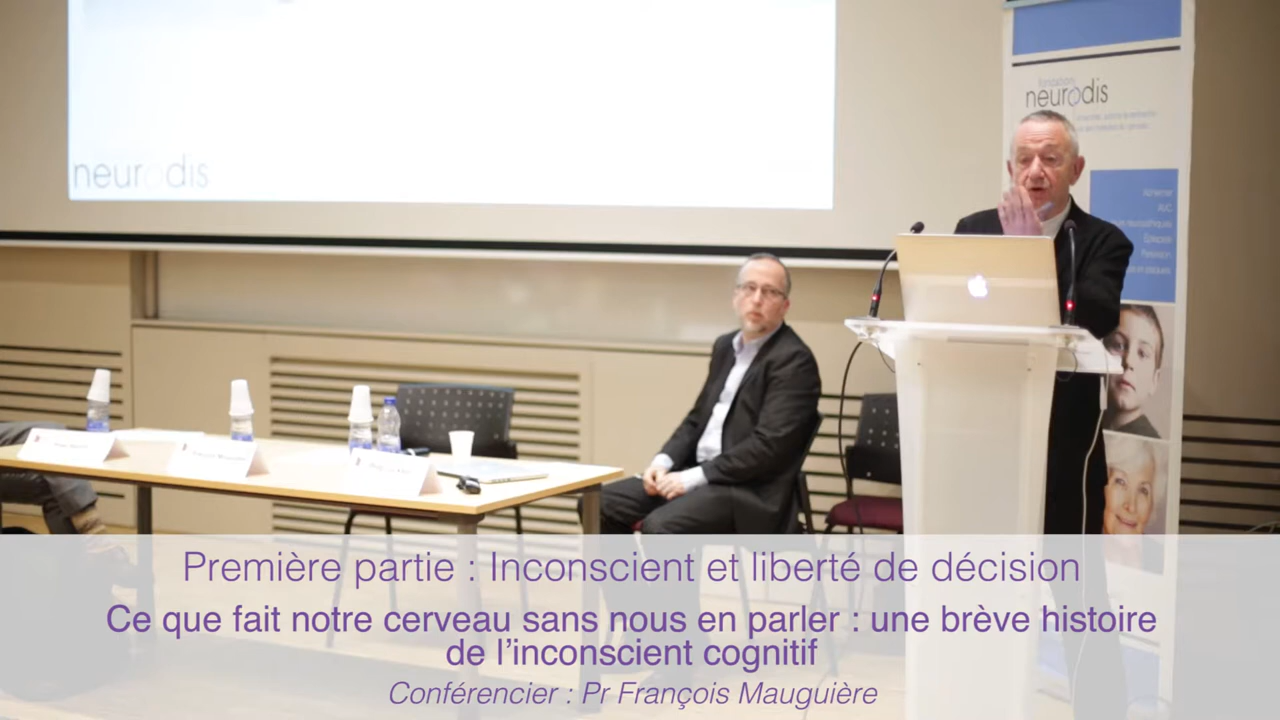 neurodis
fondation
neurodis
Alzheimer
AVC
Epilepsie
Parkinson
Première partie : Inconscient et liberté de décision
Ce que fait notre cerveau sans nous en parler : une brève histoire
de l’inconscient cognitif
Conférencier : Pr François Mauguière